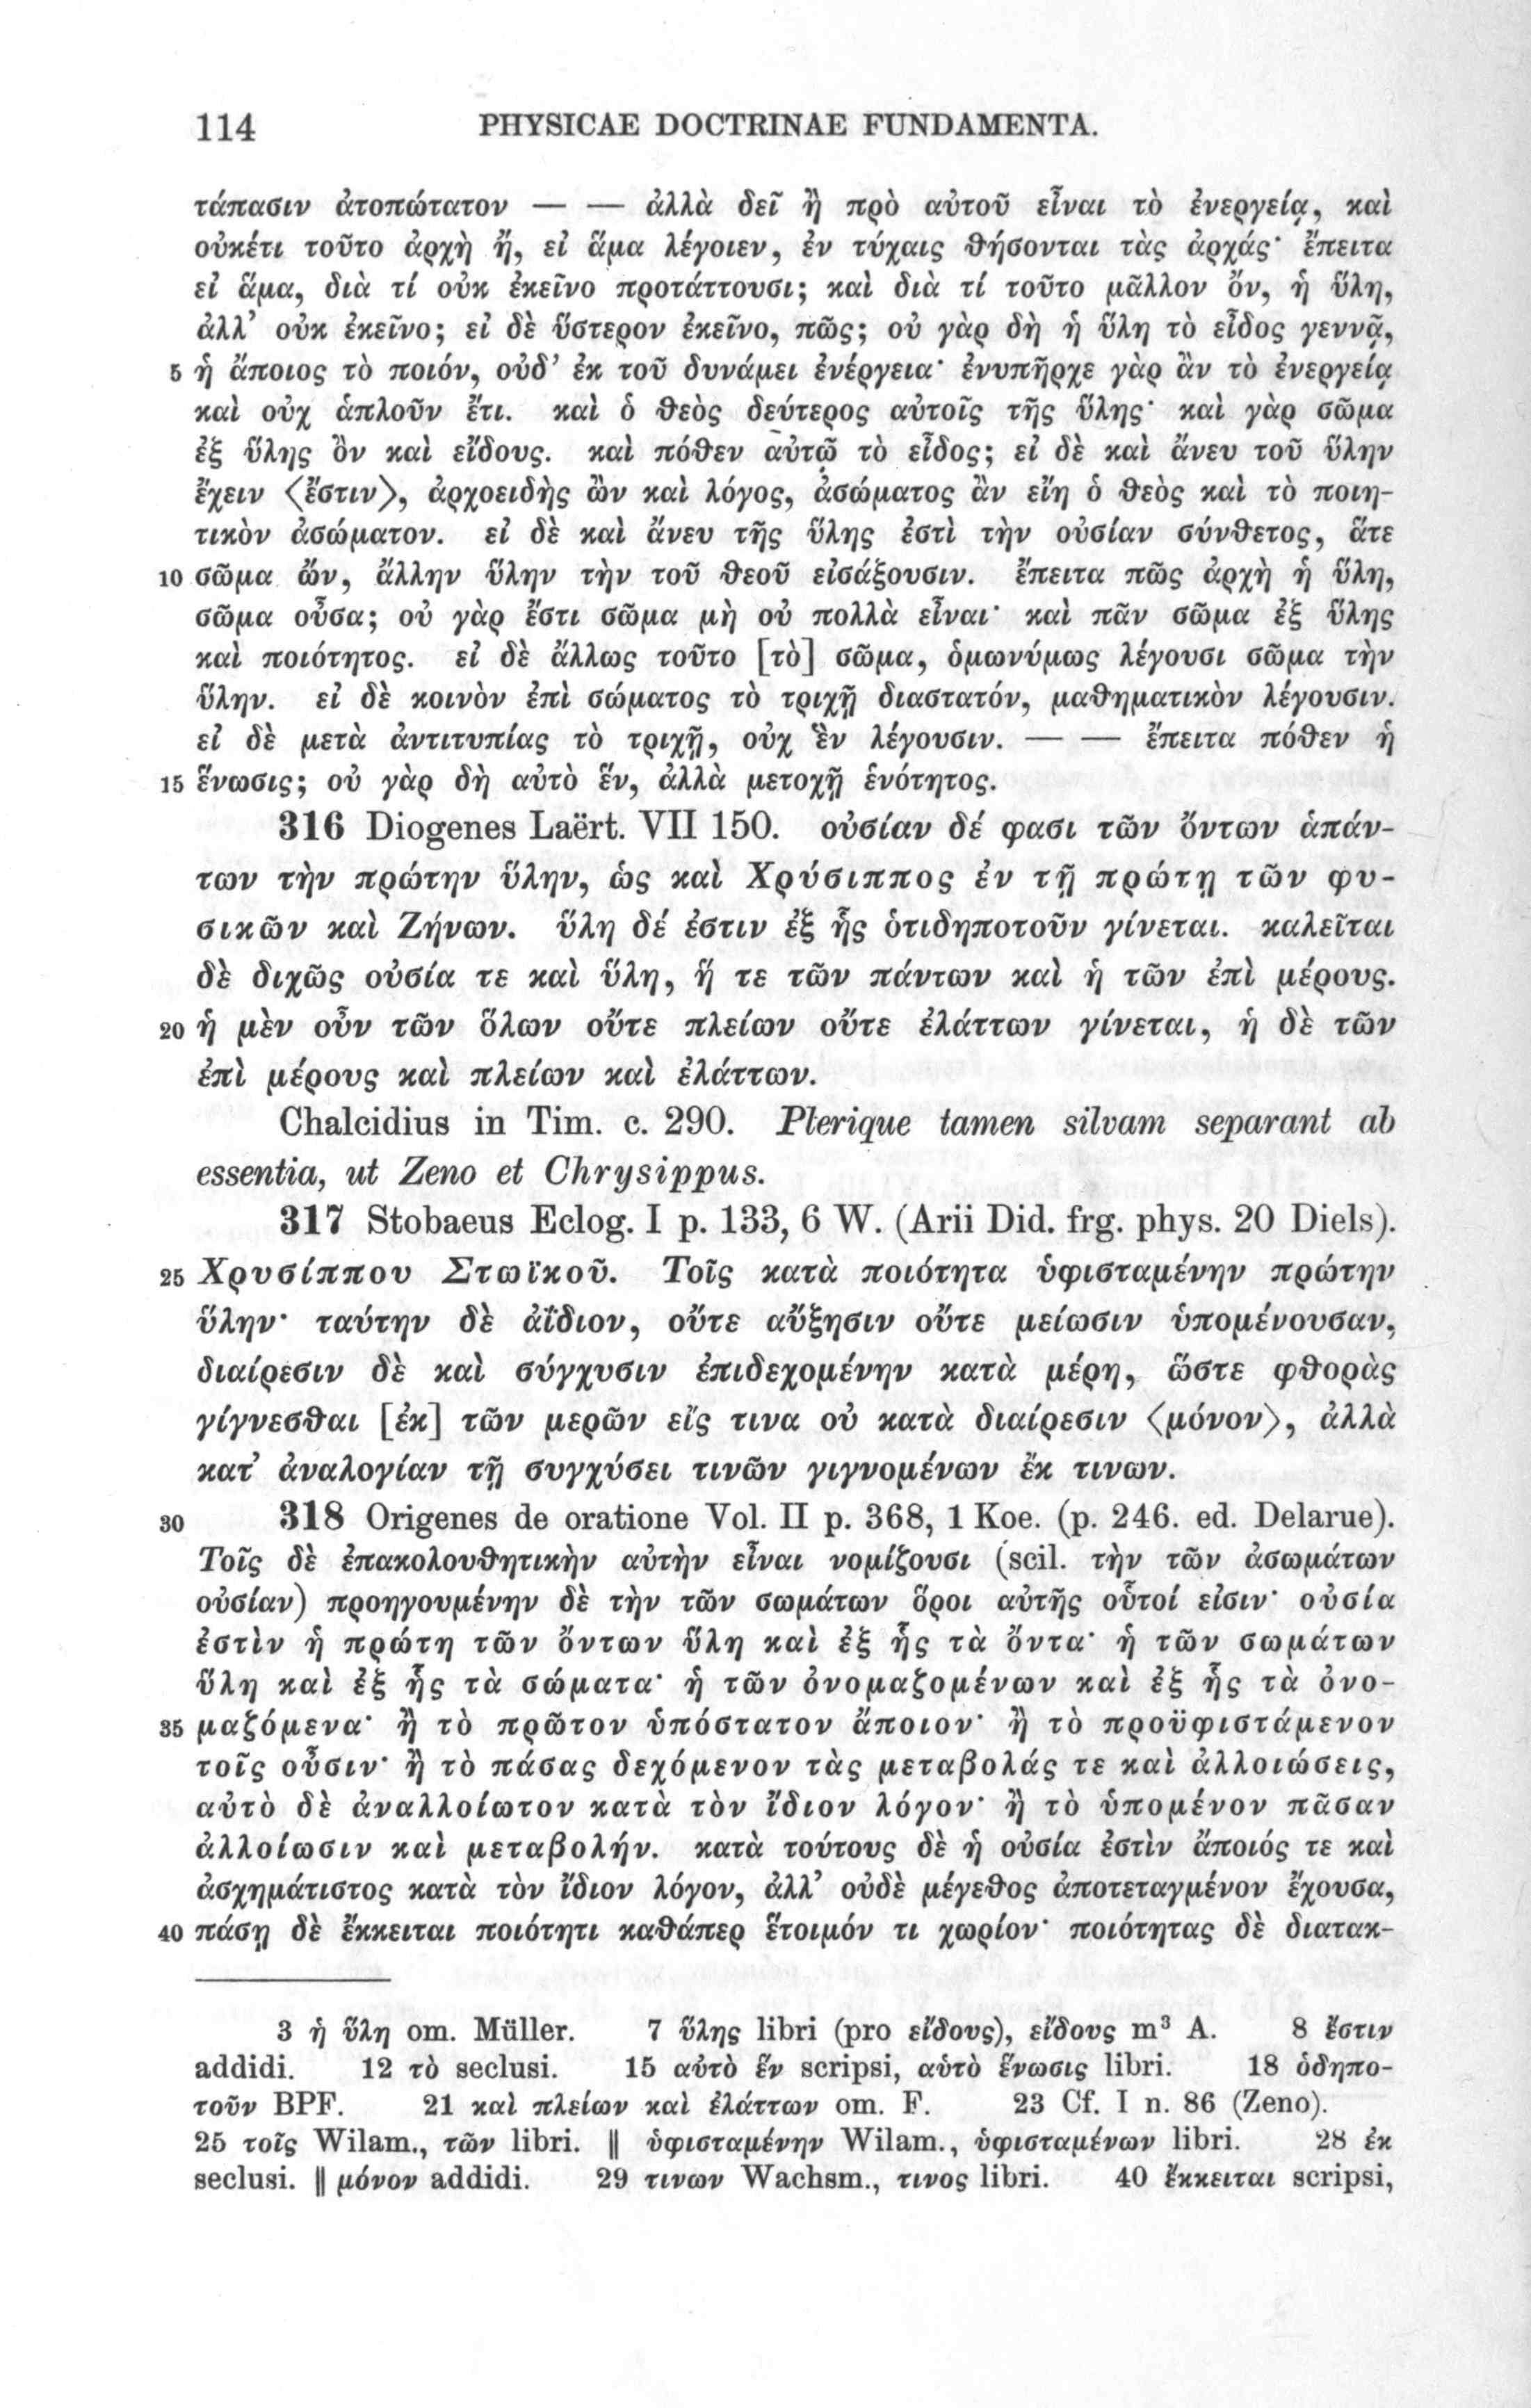 114 PHYSICAE DOCTRINAE FUNDAMENTA.
τάπασιν ἀτοπώτατον — — ἀλλὰ δεῖ ἢ πρὸ αὐτοῦ εἶναι τὸ ἐνεργείᾳ, καὶ
οὐκέτι τοῦτο ἀρχὴ ἤ, εἰ ἅμα λέγοιεν, ἐν τύχαις θήσονται τὰς ἀρχάς· ἔπειτα
εἰ ἅμα, διὰ τί οὐκ ἐκεῖνο προτάττουσι; καὶ διὰ τί τοῦτο μᾶλλον ὄν, ἡ ὕλη,
ἀλλ’ οὐκ ἐκεῖνο; εἰ δὲ ὕστερον ἐκεῖνο, πῶς; οὐ γὰρ δὴ ἡ ὕλη τὸ εἶδος γεννᾷ,
5 ἡ ἄποιος τὸ ποιόν, οὐδ’ ἐκ τοῦ δυνάμει ἐνέργεια· ἐνυπῆρχε γὰρ ἂν τὸ ἐνεργείᾳ
καὶ οὐχ ἁπλοῦν ἔτι. καὶ ὁ θεὸς δεύτερος αὐτοῖς τῆς ὕλης· καὶ γὰρ σῶμα
ἐξ ὕλης ὂν καὶ εἴδους. καὶ πόθεν αὐτῷ τὸ εἶδος; εἰ δὲ καὶ ἄνευ τοῦ ὕλην
ἔχειν ⟨ἔστιν⟩, ἀρχοειδὴς ὢν καὶ λόγος, ἀσώματος ἂν εἴη ὁ θεὸς καὶ τὸ ποιη-
τικὸν ἀσώματον. εἰ δὲ καὶ ἄνευ τῆς ὕλης ἐστὶ τὴν οὐσίαν σύνθετος, ἅτε
10 σῶμα ὤν, ἄλλην ὕλην τὴν τοῦ θεοῦ εἰσάξουσιν. ἔπειτα πῶς ἀρχὴ ἡ ὕλη,
σῶμα οὖσα; οὐ γὰρ ἔστι σῶμα μὴ οὐ πολλὰ εἶναι· καὶ πᾶν σῶμα ἐξ ὕλης
καὶ ποιότητος. εἰ δὲ ἄλλως τοῦτο [τὸ] σῶμα, ὁμωνύμως λέγουσι σῶμα τὴν
ὕλην. εἰ δὲ κοινὸν ἐπὶ σώματος τὸ τριχῇ διαστατόν, μαθηματικὸν λέγουσιν.
εἰ δὲ μετὰ ἀντιτυπίας τὸ τριχῇ, οὐχ ἓν λέγουσιν. — — ἔπειτα πόθεν ἡ
15 ἕνωσις; οὐ γὰρ δὴ αὐτὸ ἕν, ἀλλὰ μετοχῇ ἑνότητος.
316 Diogenes Laërt. VII 150. οὐσίαν δέ φασι τῶν ὄντων ἁπάν-
των τὴν πρώτην ὕλην, ὡς καὶ Χρύσιππος ἐν τῇ πρώτῃ τῶν φυ-
σικῶν καὶ Ζήνων. ὕλη δέ ἐστιν ἐξ ἧς ὁτιδηποτοῦν γίνεται. καλεῖται
δὲ διχῶς οὐσία τε καὶ ὕλη, ἥ τε τῶν πάντων καὶ ἡ τῶν ἐπὶ μέρους.
20 ἡ μὲν οὖν τῶν ὅλων οὔτε πλείων οὔτε ἐλάττων γίνεται, ἡ δὲ τῶν
ἐπὶ μέρους καὶ πλείων καὶ ἐλάττων.
Chalcidius in Tim. c. 290. Plerique tamen silvam separant ab
essentia, ut Zeno et Chrysippus.
317 Stobaeus Eclog. I p. 133, 6 W. (Arii Did. frg. phys. 20 Diels).
25 Χρυσίππου Στωϊκοῦ. Τοῖς κατὰ ποιότητα ὑφισταμένην πρώτην
ὕλην· ταύτην δὲ ἀΐδιον, οὔτε αὔξησιν οὔτε μείωσιν ὑπομένουσαν,
διαίρεσιν δὲ καὶ σύγχυσιν ἐπιδεχομένην κατὰ μέρη, ὥστε φθορὰς
γίγνεσθαι [ἐκ] τῶν μερῶν εἴς τινα οὐ κατὰ διαίρεσιν ⟨μόνον⟩, ἀλλὰ
κατ’ ἀναλογίαν τῇ συγχύσει τινῶν γιγνομένων ἔκ τινων.
30 318 Origenes de oratione Vol. II p. 368, 1 Koe. (p. 246. ed. Delarue).
Τοῖς δὲ ἐπακολουθητικὴν αὐτὴν εἶναι νομίζουσι (scil. τὴν τῶν ἀσωμάτων
οὐσίαν) προηγουμένην δὲ τὴν τῶν σωμάτων ὅροι αὐτῆς οὗτοί εἰσιν· οὐσία
ἐστὶν ἡ πρώτη τῶν ὄντων ὕλη καὶ ἐξ ἧς τὰ ὄντα· ἡ τῶν σωμάτων
ὕλη καὶ ἐξ ἧς τὰ σώματα· ἡ τῶν ὀνομαζομένων καὶ ἐξ ἧς τὰ ὀνο-
35 μαζόμενα· ἢ τὸ πρῶτον ὑπόστατον ἄποιον· ἢ τὸ προϋφιστάμενον
τοῖς οὖσιν· ἢ τὸ πάσας δεχόμενον τὰς μεταβολάς τε καὶ ἀλλοιώσεις,
αὐτὸ δὲ ἀναλλοίωτον κατὰ τὸν ἴδιον λόγον· ἢ τὸ ὑπομένον πᾶσαν
ἀλλοίωσιν καὶ μεταβολήν. κατὰ τούτους δὲ ἡ οὐσία ἐστὶν ἄποιός τε καὶ
ἀσχημάτιστος κατὰ τὸν ἴδιον λόγον, ἀλλ’ οὐδὲ μέγεθος ἀποτεταγμένον ἔχουσα,
40 πάσῃ δὲ ἔκκειται ποιότητι καθάπερ ἕτοιμόν τι χωρίον· ποιότητας δὲ διατακ-
3 ἡ ὕλη om. Müller. 7 ὕλης libri (pro εἴδους), εἴδους m³ A. 8 ἔστιν
addidi. 12 τὸ seclusi. 15 αὐτὸ ἕν scripsi, αὑτὸ ἕνωσις libri. 18 ὁδηπο-
τοῦν BPF. 21 καὶ πλείων καὶ ἐλάττων om. F. 23 Cf. I n. 86 (Zeno).
25 τοῖς Wilam., τῶν libri. || ὑφισταμένην Wilam., ὑφισταμένων libri. 28 ἐκ
seclusi. || μόνον addidi. 29 τινων Wachsm., τινος libri. 40 ἔκκειται scripsi,